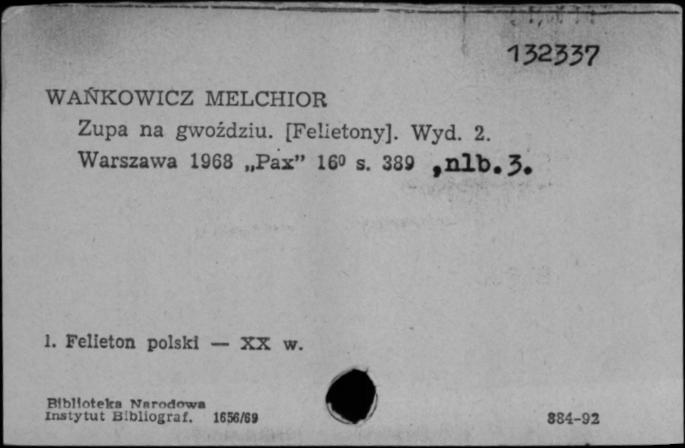 132337
WAŃKOWICZ MELCHIOR
Zupa na gwoździu. [Felietony]. Wyd. 2.
Warszawa 1968 „Pax” 16⁰ s. 389 ,nlb.3.
1. Felieton polski — XX w.
Biblioteka Narodowa
Instytut Bibliograf. 1656/69
884-92